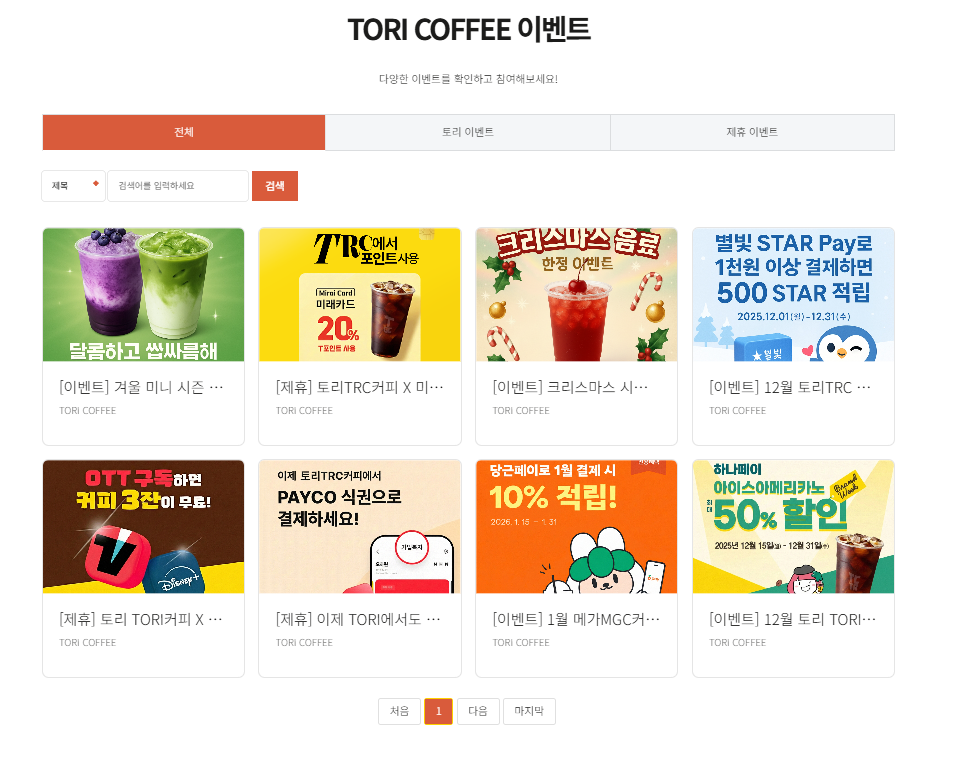 TORI COFFEE 이벤트
다양한 이벤트를 확인하고 참여해보세요!
전체
토리 이벤트
제휴 이벤트
제목
검색어를 입력하세요
검색
달콤하고 쌉싸름해
[이벤트] 겨울 미니 시즌 ···
TORI COFFEE
TRC에서
포인트사용
Mirai Card
미래카드
20%
T포인트 사용
[제휴] 토리TRC커피 X 미···
TORI COFFEE
크리스마스 음료
한정 이벤트
[이벤트] 크리스마스 시···
TORI COFFEE
별빛 STAR Pay로
1천원 이상 결제하면
500 STAR 적립
2025.12.01(월)~12.31(수)
★별빛
[이벤트] 12월 토리TRC ···
TORI COFFEE
OTT 구독하면
커피 3잔이 무료!
Disney+
[제휴] 토리 TORI커피 X ···
TORI COFFEE
이제 토리TRC커피에서
PAYCO 식권으로
결제하세요!
[제휴] 이제 TORI에서도 ···
TORI COFFEE
당근페이로 1월 결제 시
10% 적립!
2026. 1. 15 ~ 1. 31
[이벤트] 1월 메가MGC커···
TORI COFFEE
하나페이
아이스아메리카노
Brand Week
최대
50% 할인
2025년 12월 15일(월) - 12월 31일(수)
[이벤트] 12월 토리 TORI···
TORI COFFEE
처음
1
다음
마지막